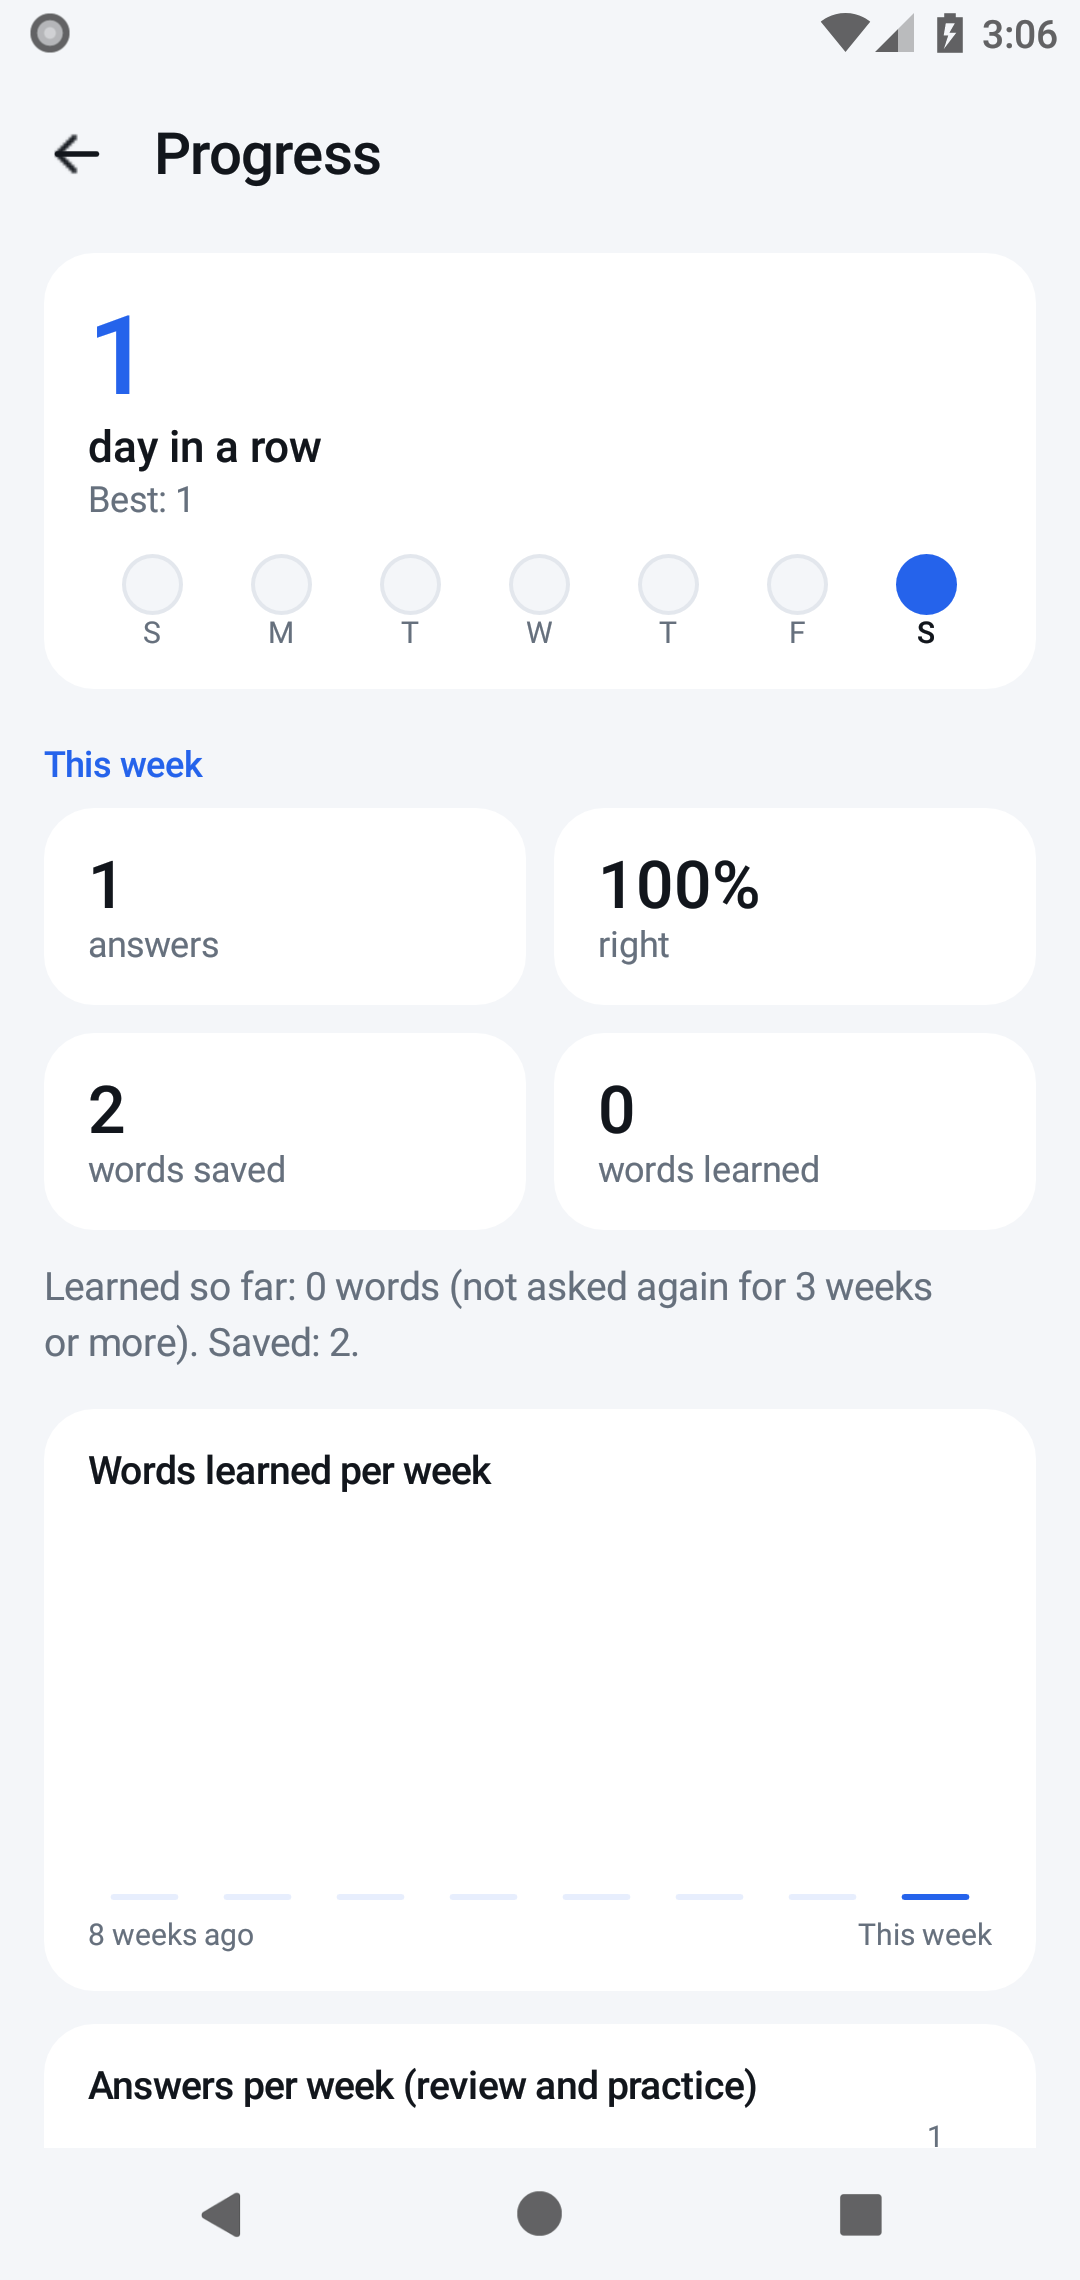 3:06
Progress
1
day in a row
Best: 1
S M T W T F S
This week
1
answers
100%
right
2
words saved
0
words learned
Learned so far: 0 words (not asked again for 3 weeks
or more). Saved: 2.
Words learned per week
8 weeks ago
This week
Answers per week (review and practice)
1